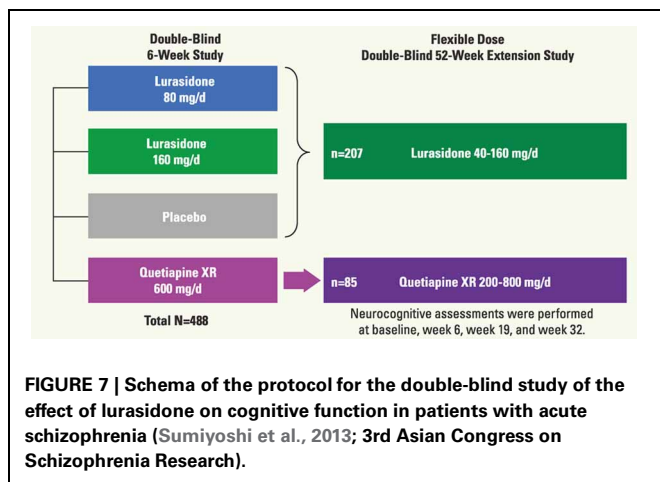 Double-Blind
6-Week Study
Flexible Dose
Double-Blind 52-Week Extension Study
Lurasidone
80 mg/d
Lurasidone
160 mg/d
n=207 Lurasidone 40-160 mg/d
Placebo
Quetiapine XR
600 mg/d
n=85 Quetiapine XR 200-800 mg/d
Total N=488
Neurocognitive assessments were performed
at baseline, week 6, week 19, and week 32.
FIGURE 7 | Schema of the protocol for the double-blind study of the
effect of lurasidone on cognitive function in patients with acute
schizophrenia (Sumiyoshi et al., 2013; 3rd Asian Congress on
Schizophrenia Research).